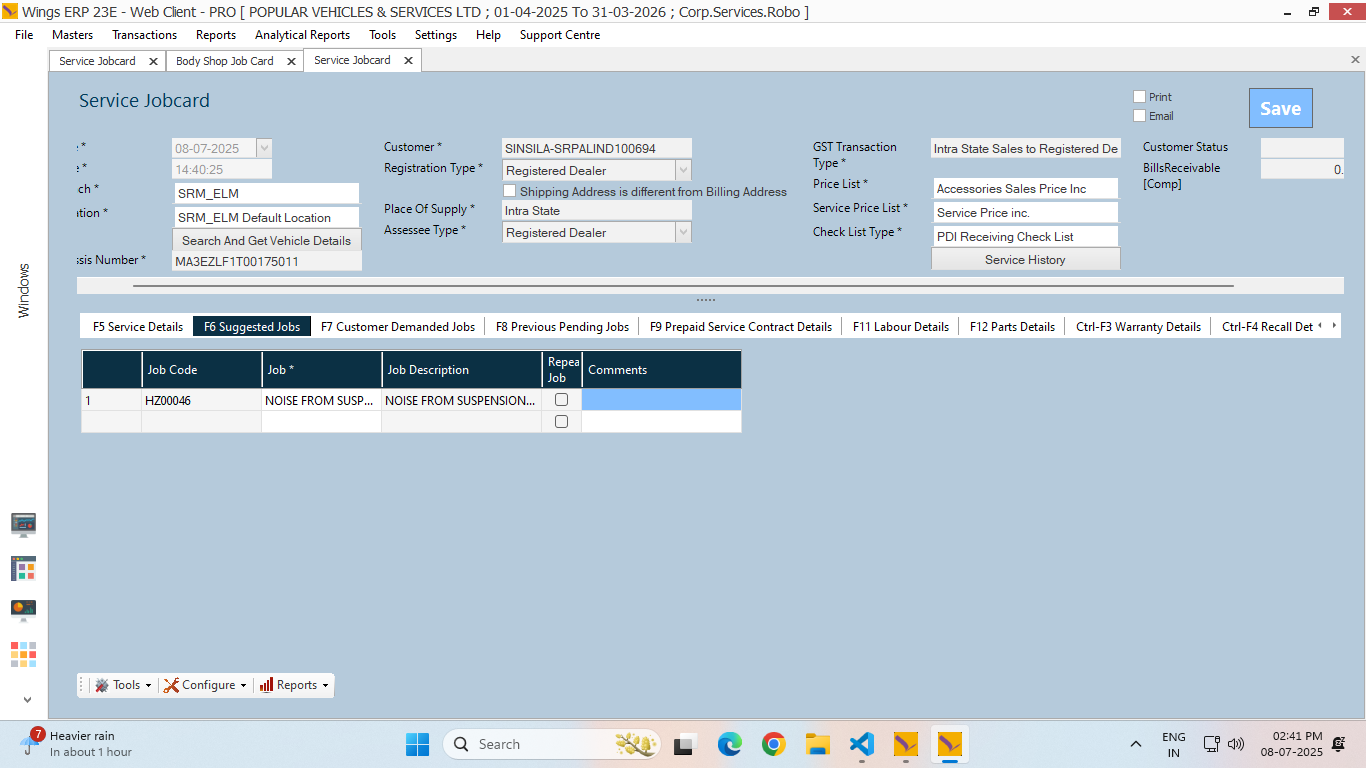 Wings ERP 23E - Web Client - PRO [ POPULAR VEHICLES & SERVICES LTD ; 01-04-2025 To 31-03-2026 ; Corp.Services.Robo ]
File Masters Transactions Reports Analytical Reports Tools Settings Help Support Centre
Service Jobcard Body Shop Job Card Service Jobcard
Service Jobcard
Print
Email
Save
* 08-07-2025
* 14:40:25
ch * SRM_ELM
ation * SRM_ELM Default Location
Search And Get Vehicle Details
ssis Number * MA3EZLF1T00175011
Customer * SINSILA-SRPALIND100694
Registration Type * Registered Dealer
Shipping Address is different from Billing Address
Place Of Supply * Intra State
Assessee Type * Registered Dealer
GST Transaction
Type *
Intra State Sales to Registered De
Price List * Accessories Sales Price Inc
Service Price List * Service Price inc.
Check List Type * PDI Receiving Check List
Service History
Customer Status
BillsReceivable
[Comp]
0.
Windows
F5 Service Details F6 Suggested Jobs F7 Customer Demanded Jobs F8 Previous Pending Jobs F9 Prepaid Service Contract Details F11 Labour Details F12 Parts Details Ctrl-F3 Warranty Details Ctrl-F4 Recall Det
Job Code Job * Job Description Repea Job Comments
1 HZ00046 NOISE FROM SUSP... NOISE FROM SUSPENSION...
Tools Configure Reports
7
Heavier rain
In about 1 hour
Search
ENG
IN
02:41 PM
08-07-2025